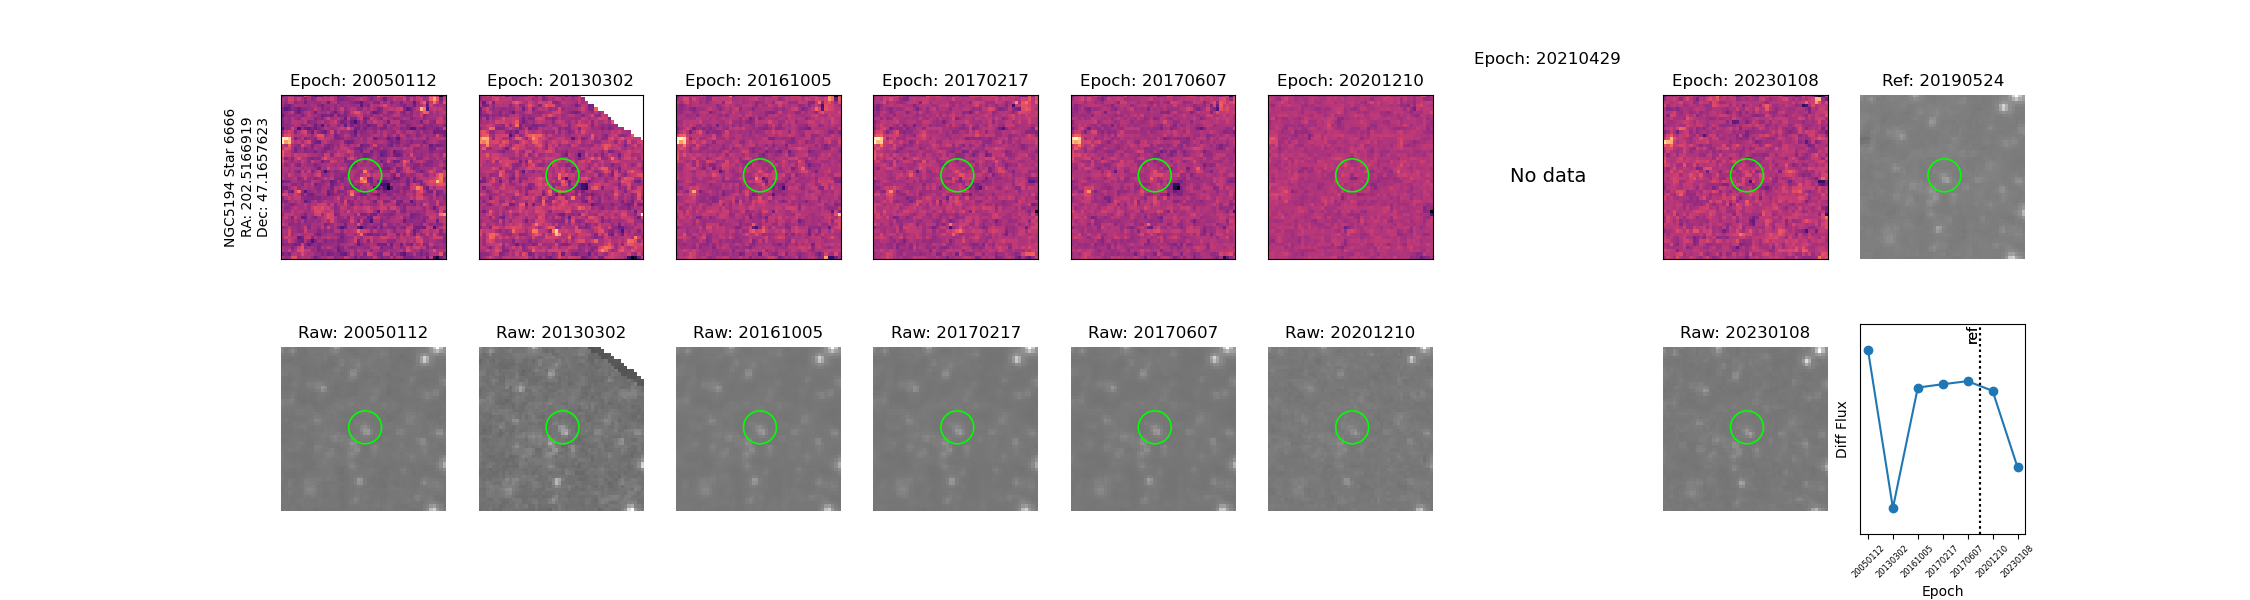 Epoch: 20210429
Epoch: 20050112
Epoch: 20130302
Epoch: 20161005
Epoch: 20170217
Epoch: 20170607
Epoch: 20201210
Epoch: 20230108
Ref: 20190524
NGC5194 Star 6666
RA: 202.5166919
Dec: 47.1657623
No data
Raw: 20050112
Raw: 20130302
Raw: 20161005
Raw: 20170217
Raw: 20170607
Raw: 20201210
Raw: 20230108
ref
Diff Flux
20050112
20130302
20161005
20170217
20170607
20201210
20230108
Epoch